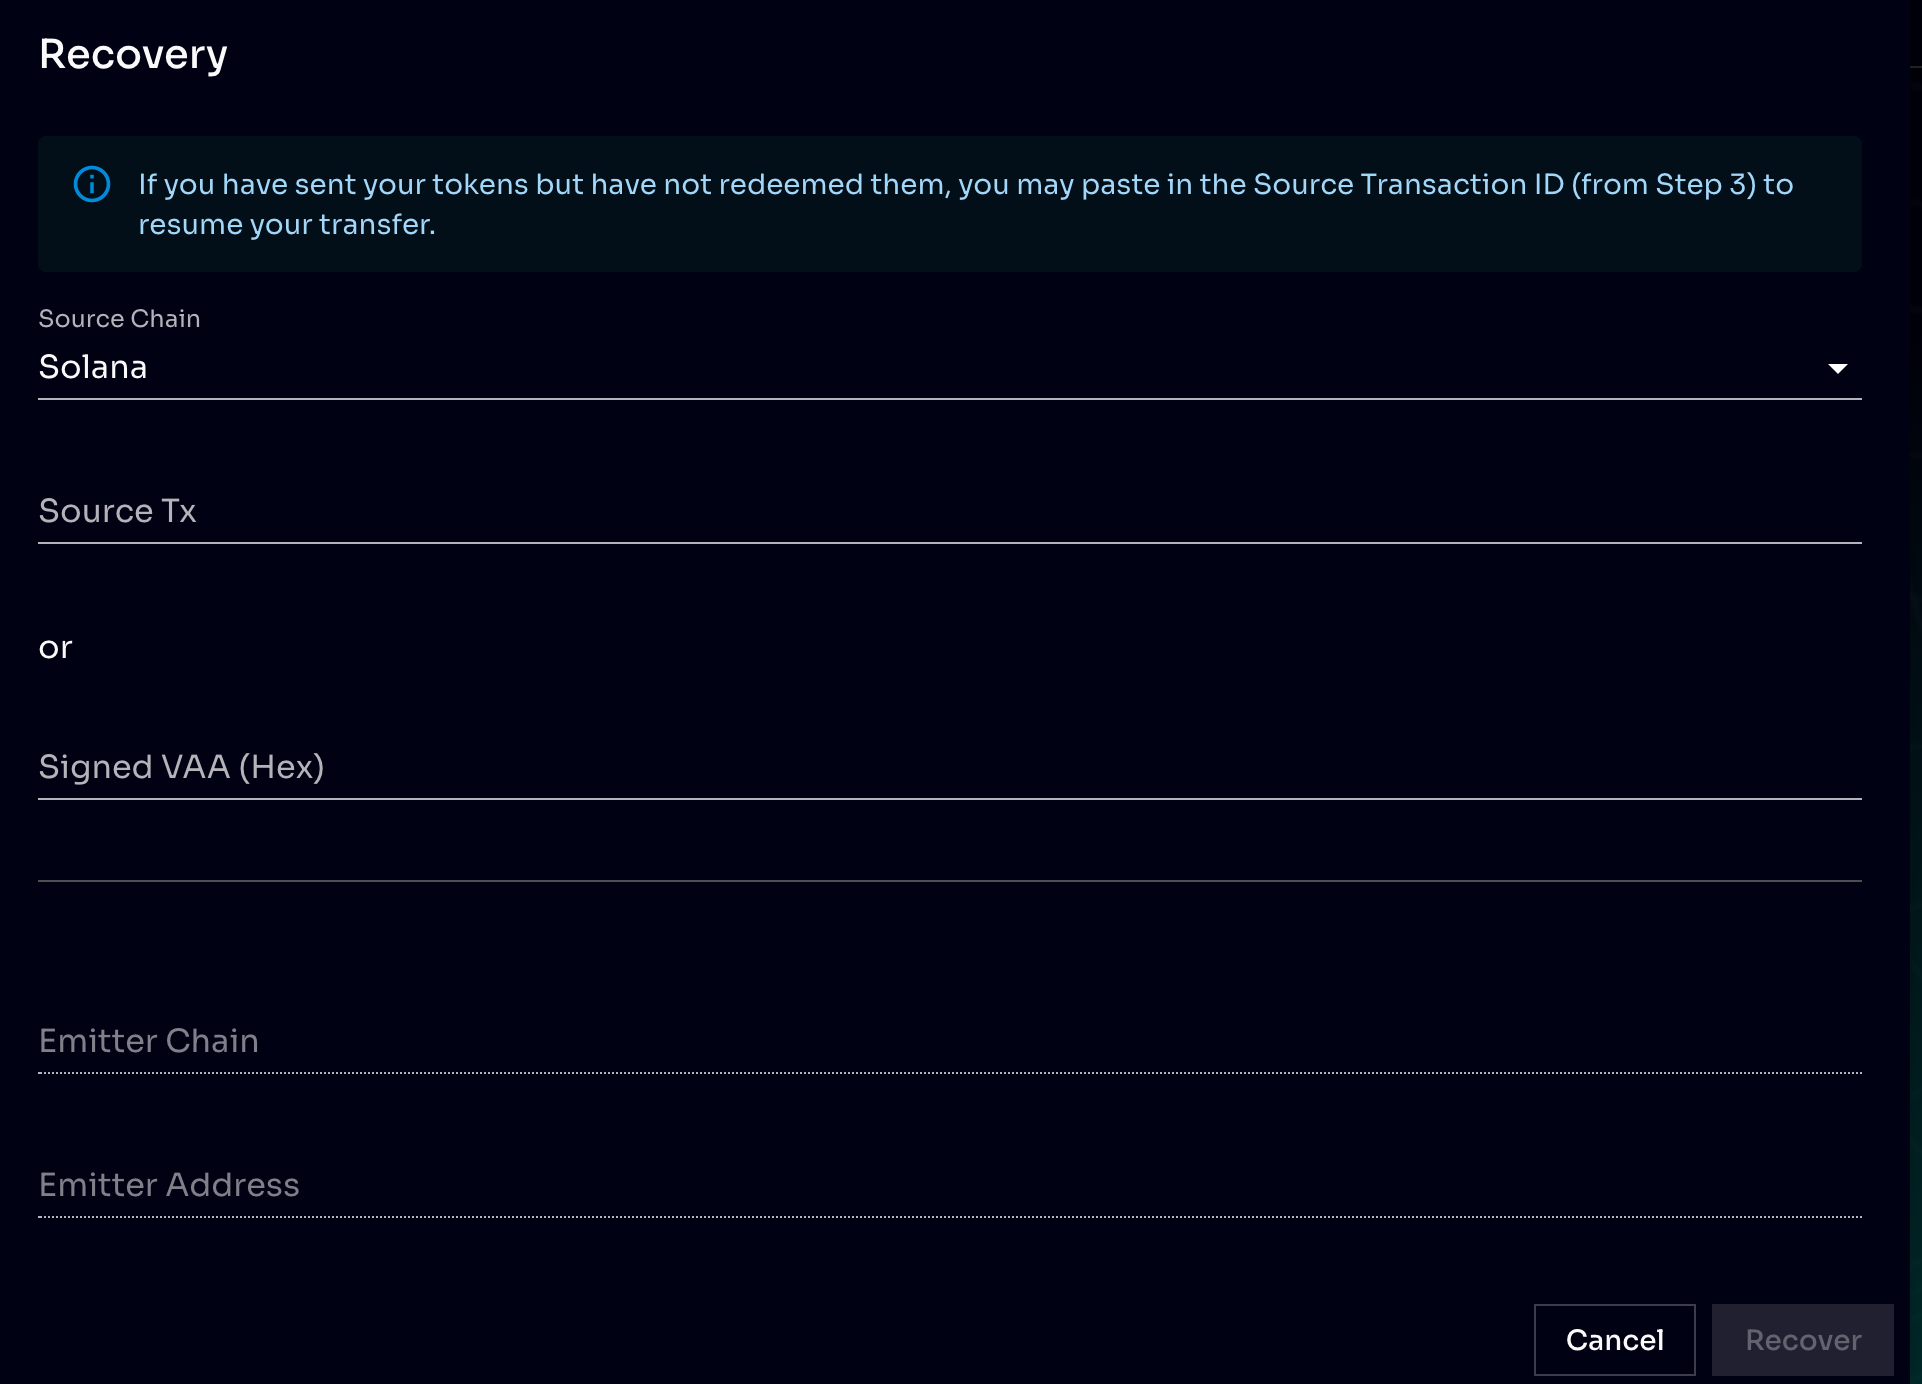 Recovery
If you have sent your tokens but have not redeemed them, you may paste in the Source Transaction ID (from Step 3) to
resume your transfer.
Source Chain
Solana
Source Tx
or
Signed VAA (Hex)
Emitter Chain
Emitter Address
Cancel
Recover